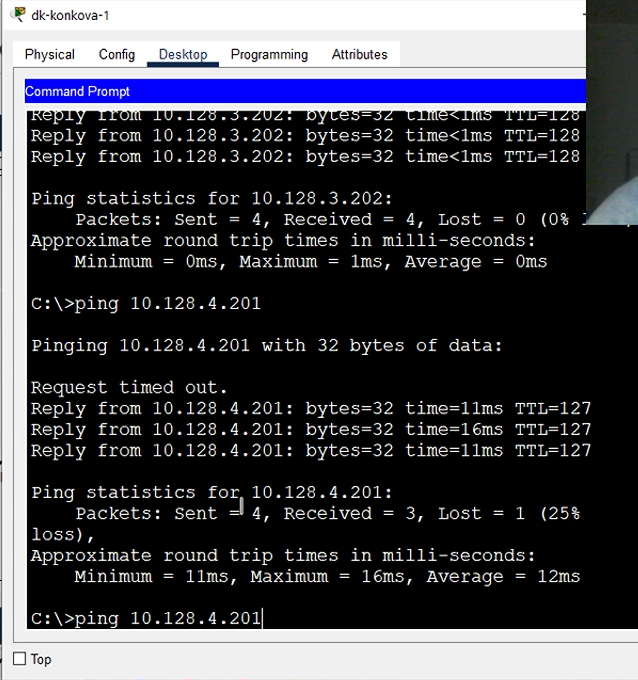 dk-konkova-1
Physical Config Desktop Programming Attributes
Command Prompt
Reply from 10.128.3.202: bytes=32 time<1ms TTL=128
Reply from 10.128.3.202: bytes=32 time<1ms TTL=128
Reply from 10.128.3.202: bytes=32 time<1ms TTL=128
Ping statistics for 10.128.3.202:
Packets: Sent = 4, Received = 4, Lost = 0 (0%
Approximate round trip times in milli-seconds:
Minimum = 0ms, Maximum = 1ms, Average = 0ms
C:\>ping 10.128.4.201
Pinging 10.128.4.201 with 32 bytes of data:
Request timed out.
Reply from 10.128.4.201: bytes=32 time=11ms TTL=127
Reply from 10.128.4.201: bytes=32 time=16ms TTL=127
Reply from 10.128.4.201: bytes=32 time=11ms TTL=127
Ping statistics for 10.128.4.201:
Packets: Sent = 4, Received = 3, Lost = 1 (25%
loss),
Approximate round trip times in milli-seconds:
Minimum = 11ms, Maximum = 16ms, Average = 12ms
C:\>ping 10.128.4.201
Top